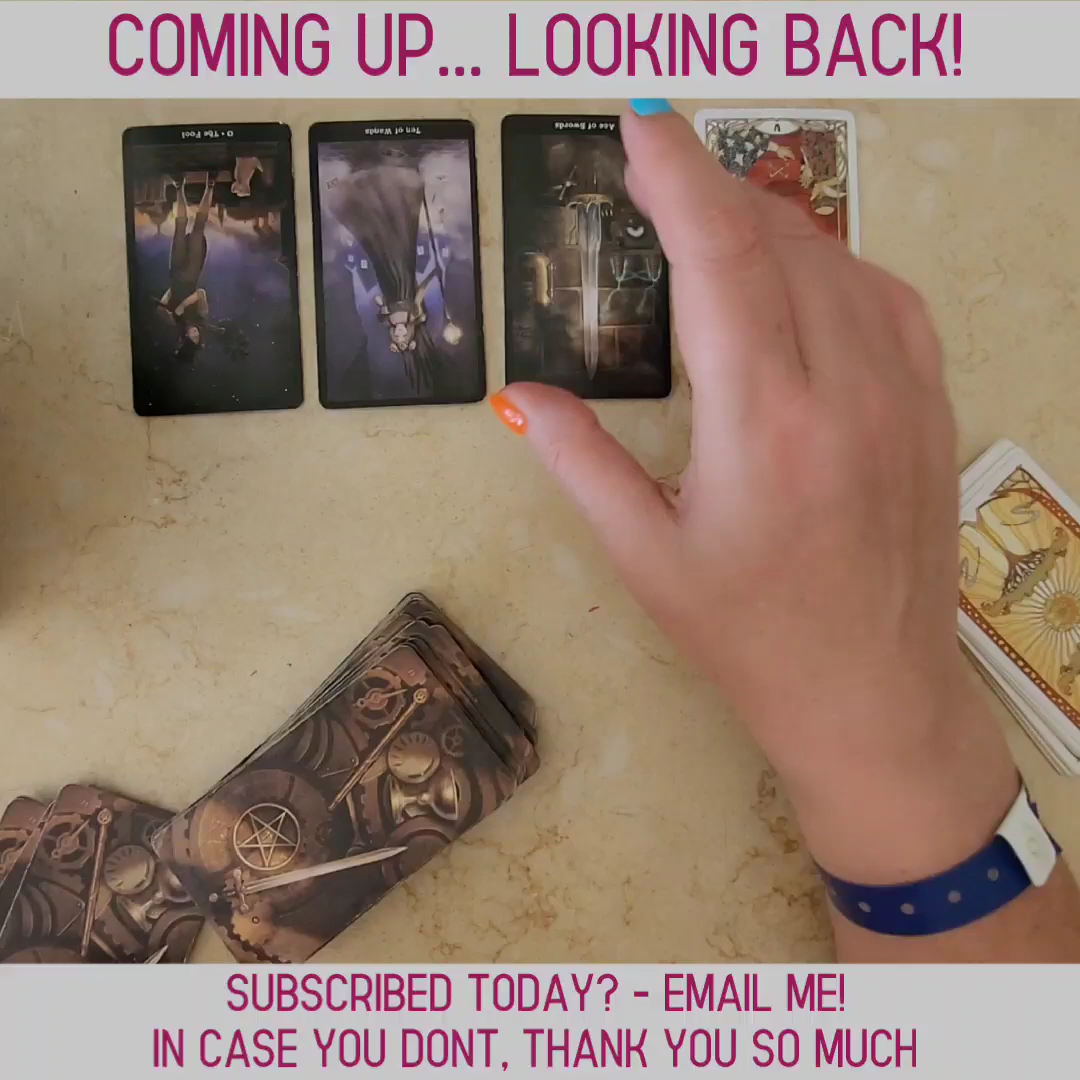 COMING UP... LOOKING BACK!
0 • The Fool
Ten of Wands
Ace of Swords
V
SUBSCRIBED TODAY? - EMAIL ME!
IN CASE YOU DONT, THANK YOU SO MUCH